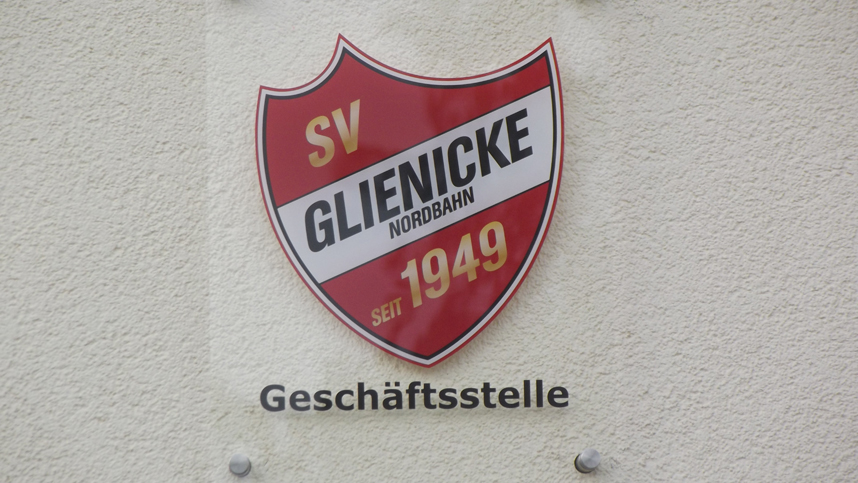 SV
GLIENICKE
NORDBAHN
SEIT 1949
Geschäftsstelle